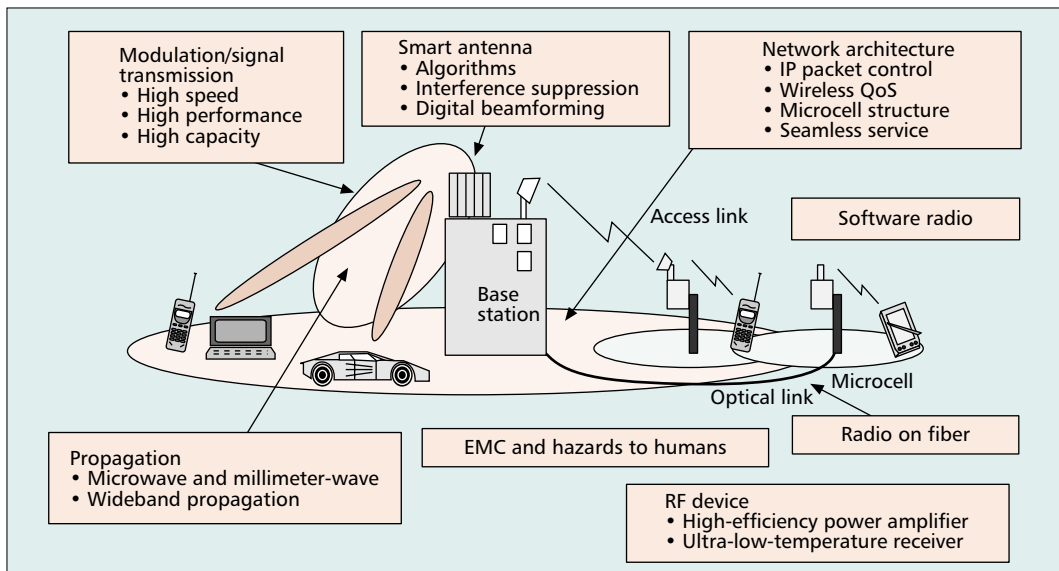 Modulation/signal
transmission
• High speed
• High performance
• High capacity
Smart antenna
• Algorithms
• Interference suppression
• Digital beamforming
Network architecture
• IP packet control
• Wireless QoS
• Microcell structure
• Seamless service
Access link
Software radio
Base
station
Microcell
Optical link
Radio on fiber
EMC and hazards to humans
Propagation
• Microwave and millimeter-wave
• Wideband propagation
RF device
• High-efficiency power amplifier
• Ultra-low-temperature receiver